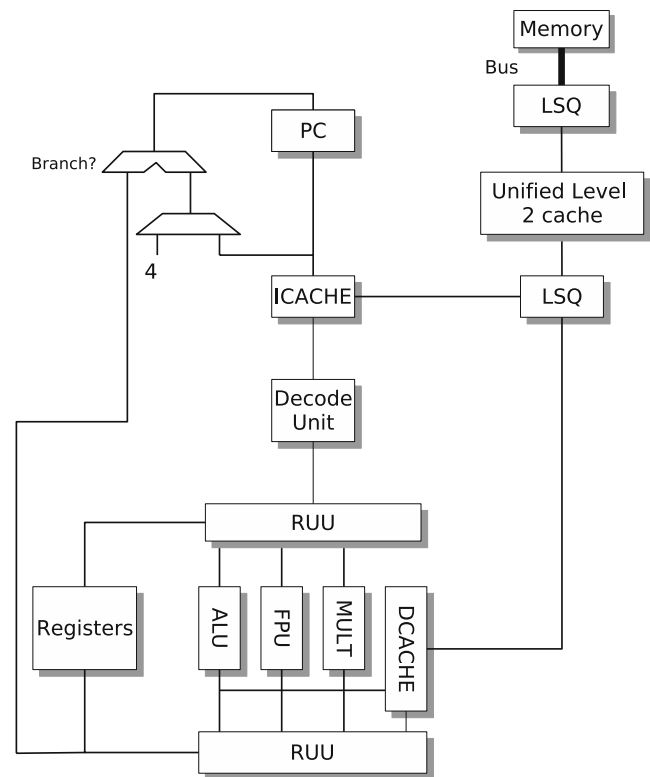 Memory
Bus
LSQ
PC
Branch?
Unified Level
2 cache
4
ICACHE
LSQ
Decode
Unit
RUU
Registers
ALU
FPU
MULT
DCACHE
RUU